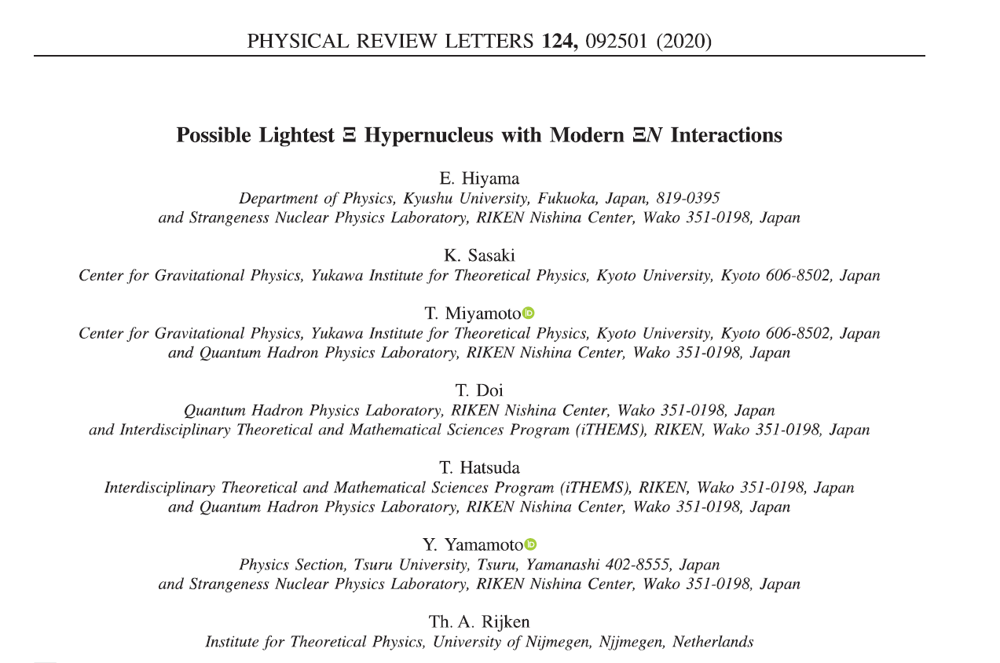 PHYSICAL REVIEW LETTERS 124, 092501 (2020)
Possible Lightest Ξ Hypernucleus with Modern ΞN Interactions
E. Hiyama
Department of Physics, Kyushu University, Fukuoka, Japan, 819-0395
and Strangeness Nuclear Physics Laboratory, RIKEN Nishina Center, Wako 351-0198, Japan
K. Sasaki
Center for Gravitational Physics, Yukawa Institute for Theoretical Physics, Kyoto University, Kyoto 606-8502, Japan
T. Miyamoto iD
Center for Gravitational Physics, Yukawa Institute for Theoretical Physics, Kyoto University, Kyoto 606-8502, Japan
and Quantum Hadron Physics Laboratory, RIKEN Nishina Center, Wako 351-0198, Japan
T. Doi
Quantum Hadron Physics Laboratory, RIKEN Nishina Center, Wako 351-0198, Japan
and Interdisciplinary Theoretical and Mathematical Sciences Program (iTHEMS), RIKEN, Wako 351-0198, Japan
T. Hatsuda
Interdisciplinary Theoretical and Mathematical Sciences Program (iTHEMS), RIKEN, Wako 351-0198, Japan
and Quantum Hadron Physics Laboratory, RIKEN Nishina Center, Wako 351-0198, Japan
Y. Yamamoto iD
Physics Section, Tsuru University, Tsuru, Yamanashi 402-8555, Japan
and Strangeness Nuclear Physics Laboratory, RIKEN Nishina Center, Wako 351-0198, Japan
Th. A. Rijken
Institute for Theoretical Physics, University of Nijmegen, Njjmegen, Netherlands